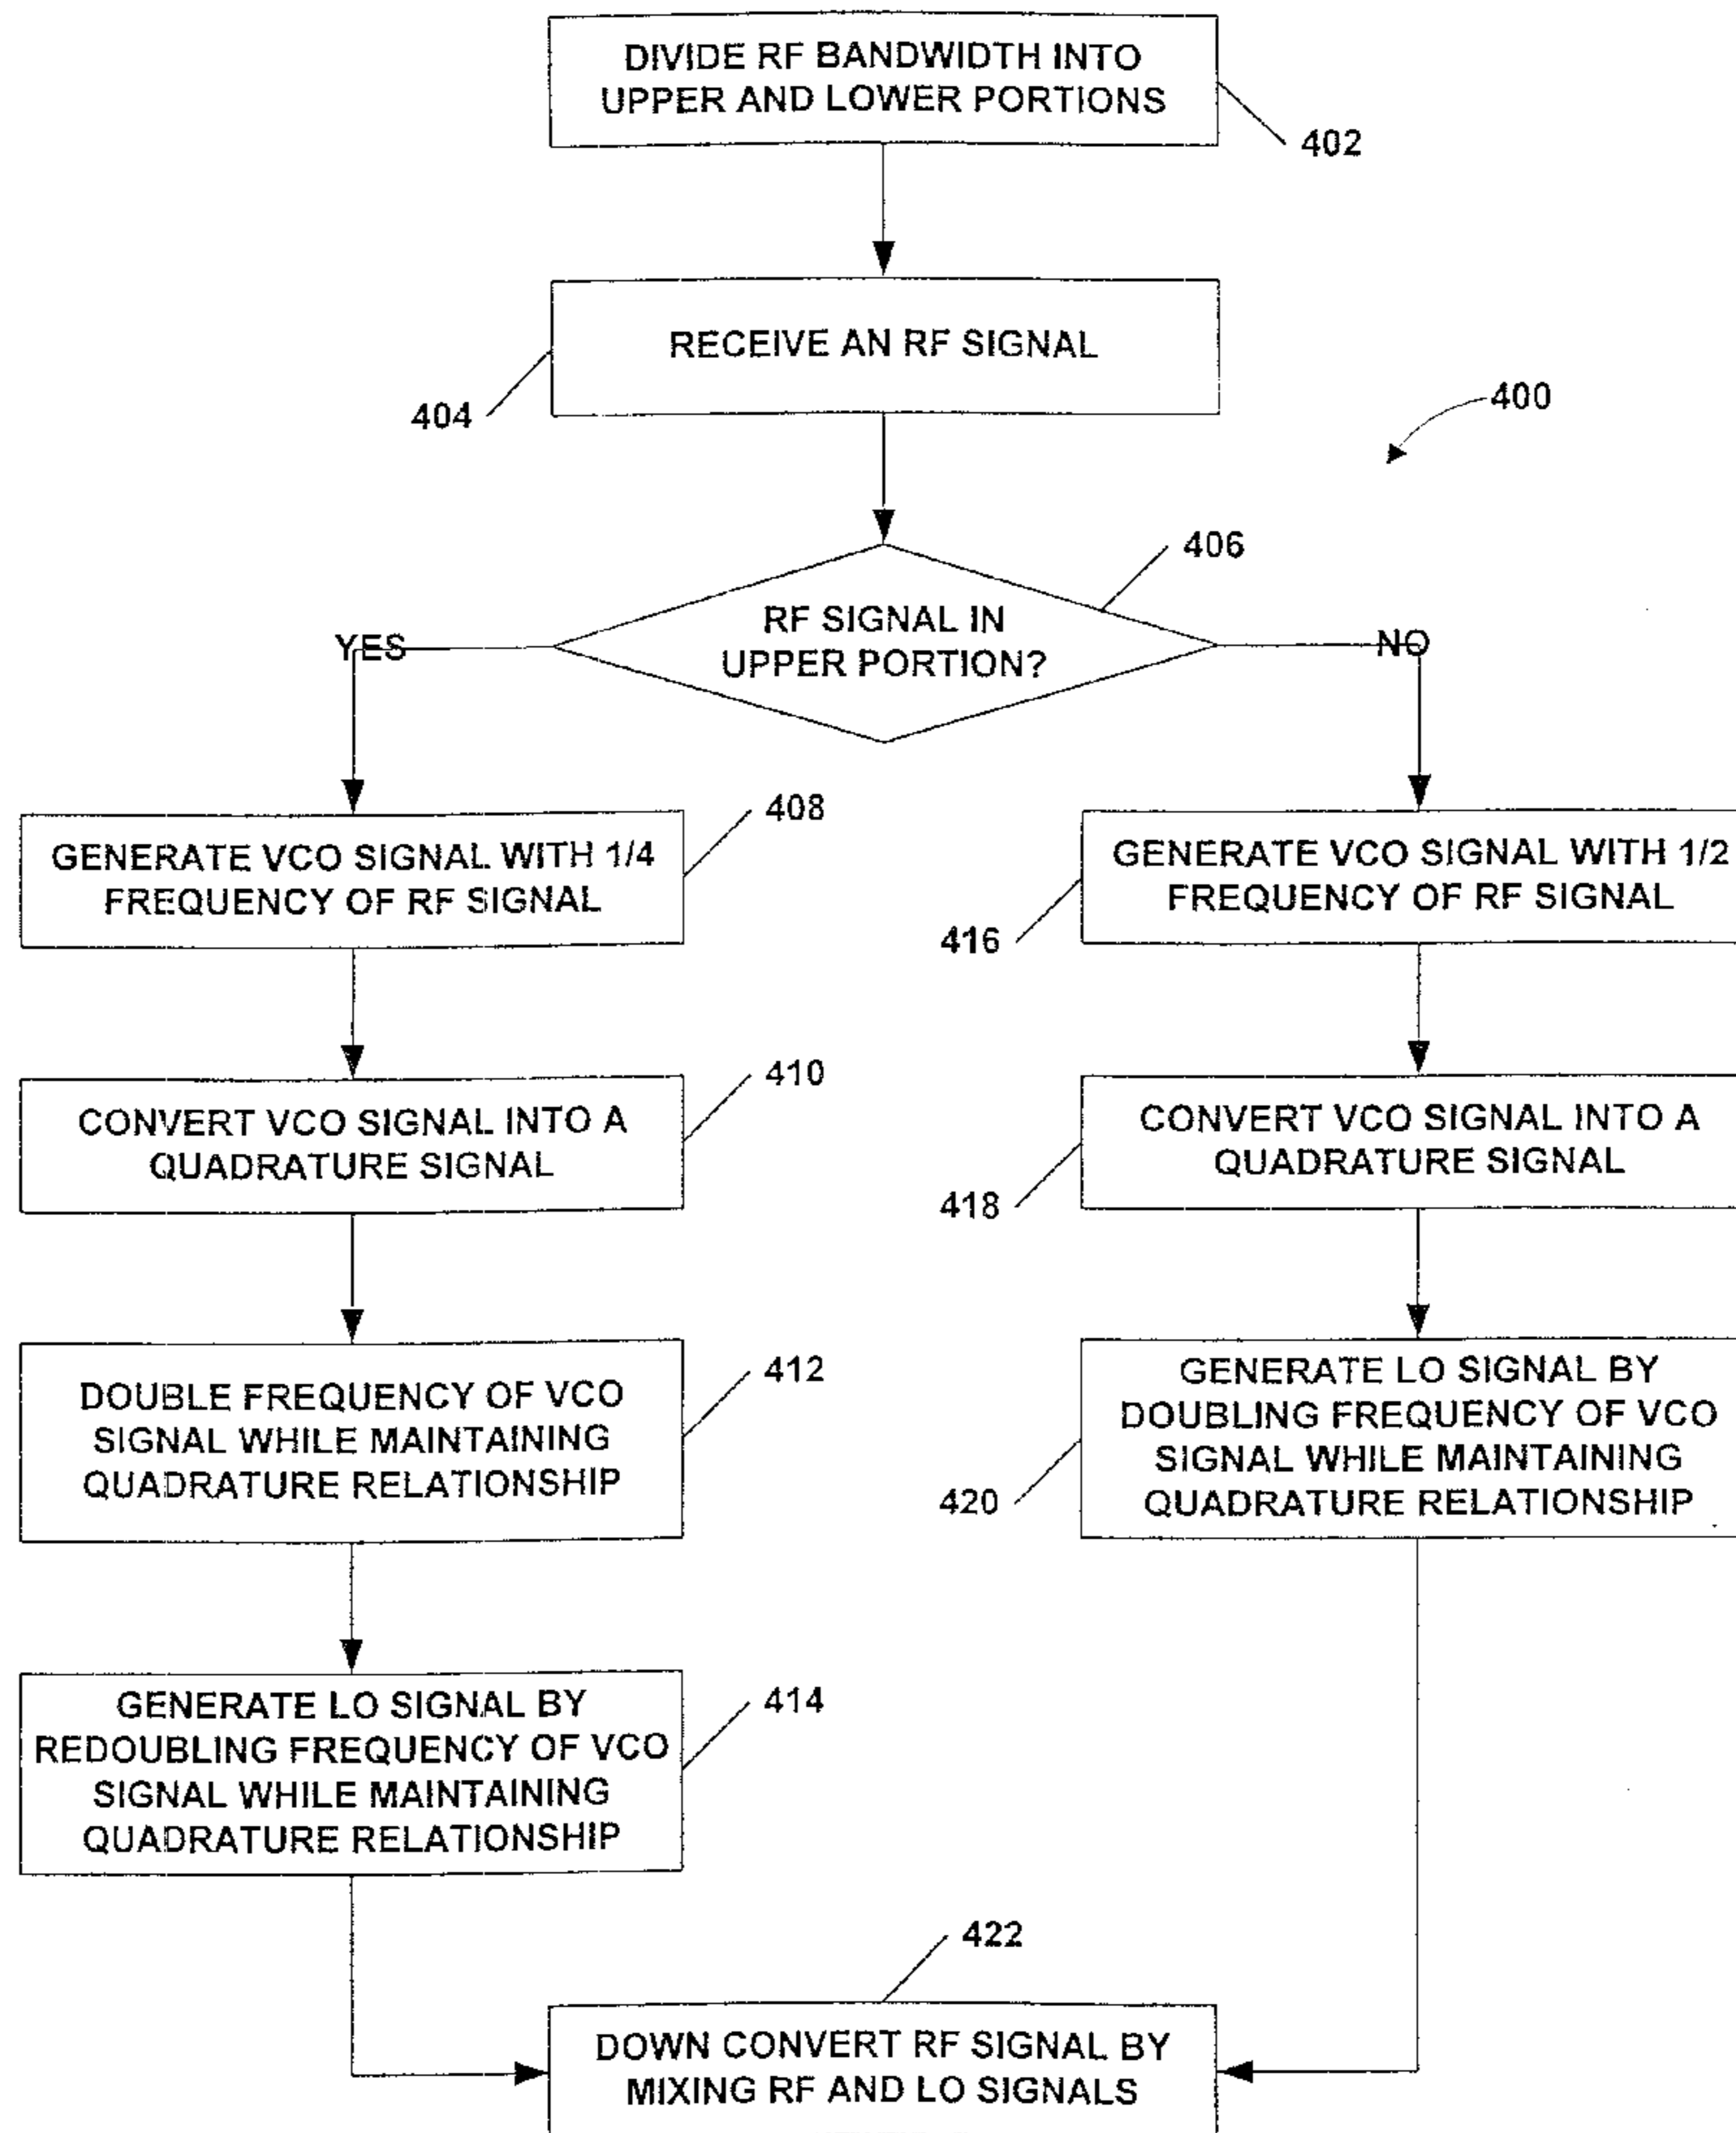 DIVIDE RF BANDWIDTH INTO
UPPER AND LOWER PORTIONS
402
RECEIVE AN RF SIGNAL
404
400
406
RF SIGNAL IN
UPPER PORTION?
YES
NO
408
GENERATE VCO SIGNAL WITH 1/4
FREQUENCY OF RF SIGNAL
GENERATE VCO SIGNAL WITH 1/2
FREQUENCY OF RF SIGNAL
416
410
CONVERT VCO SIGNAL INTO A
QUADRATURE SIGNAL
CONVERT VCO SIGNAL INTO A
QUADRATURE SIGNAL
418
412
DOUBLE FREQUENCY OF VCO
SIGNAL WHILE MAINTAINING
QUADRATURE RELATIONSHIP
GENERATE LO SIGNAL BY
DOUBLING FREQUENCY OF VCO
SIGNAL WHILE MAINTAINING
QUADRATURE RELATIONSHIP
420
414
GENERATE LO SIGNAL BY
REDOUBLING FREQUENCY OF VCO
SIGNAL WHILE MAINTAINING
QUADRATURE RELATIONSHIP
422
DOWN CONVERT RF SIGNAL BY
MIXING RF AND LO SIGNALS